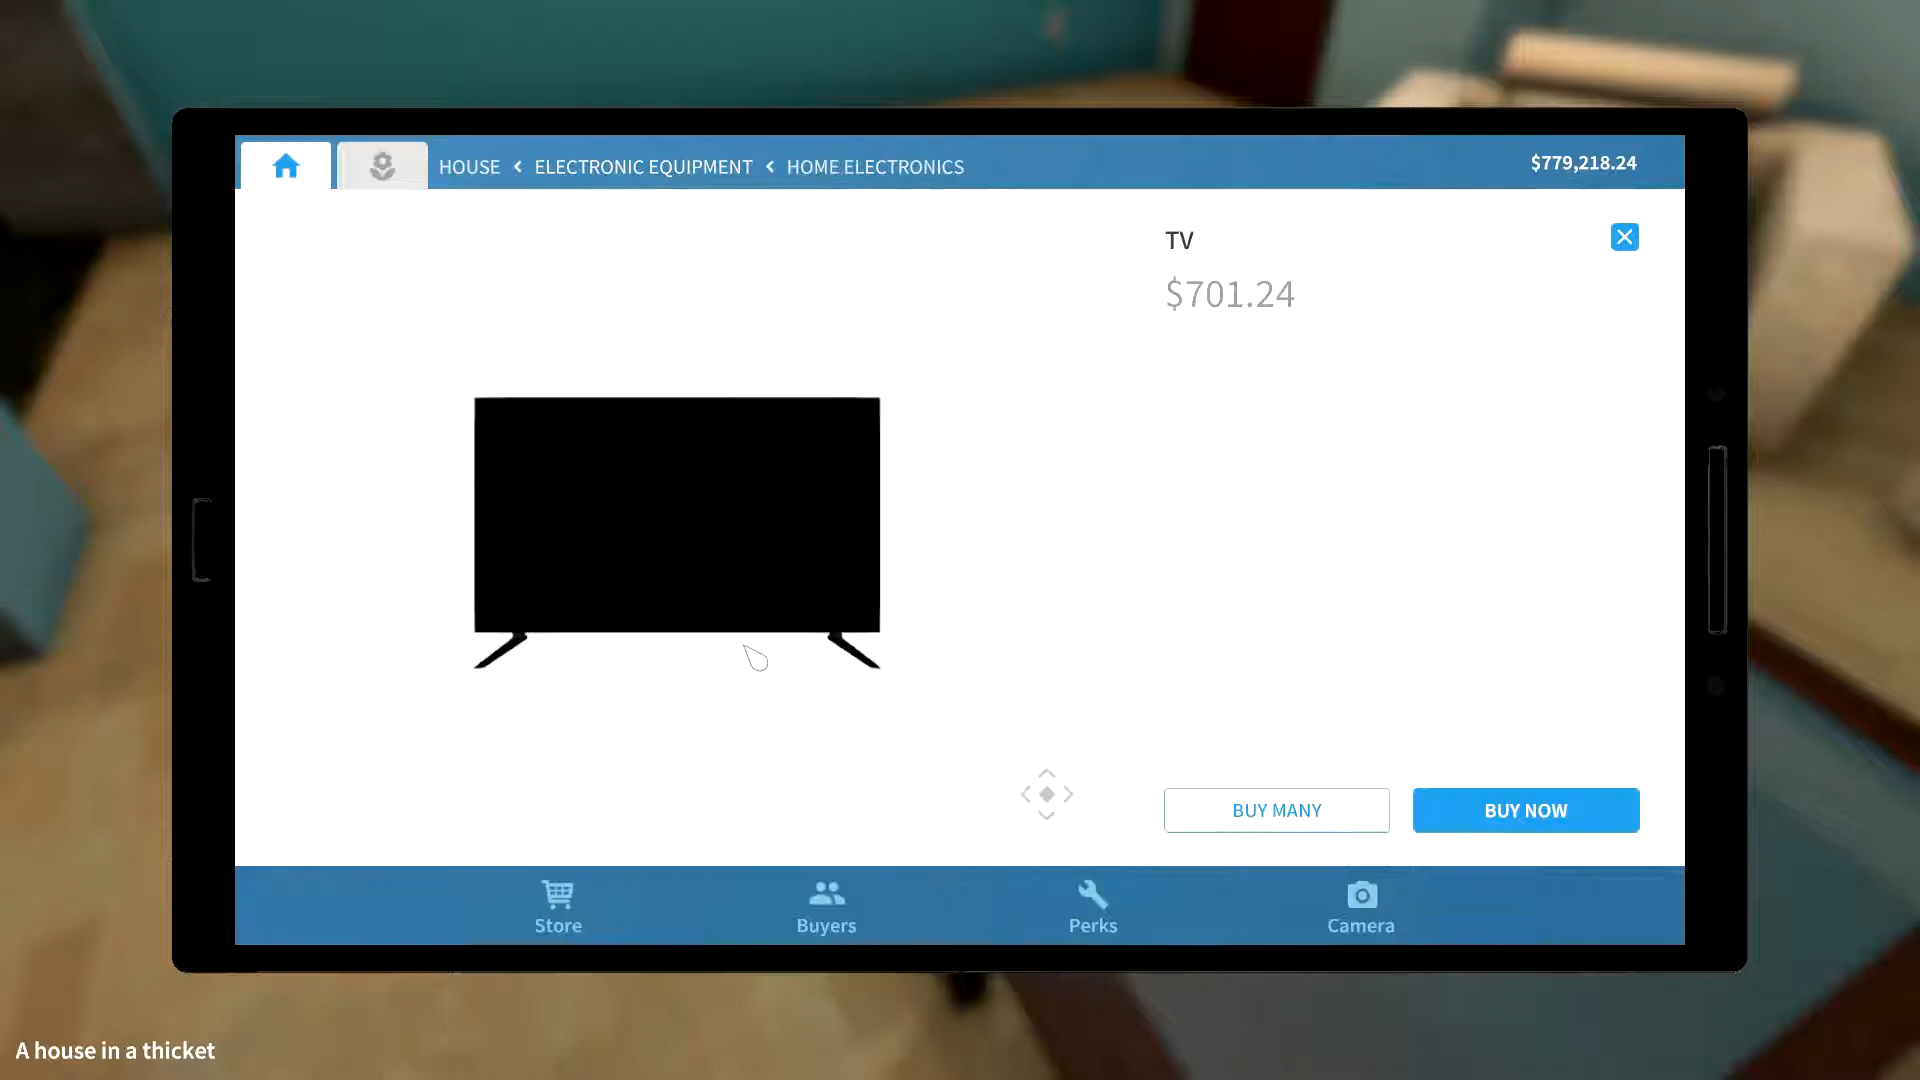 HOUSE < ELECTRONIC EQUIPMENT < HOME ELECTRONICS
$779,218.24
TV
$701.24
BUY MANY
BUY NOW
Store
Buyers
Perks
Camera
A house in a thicket